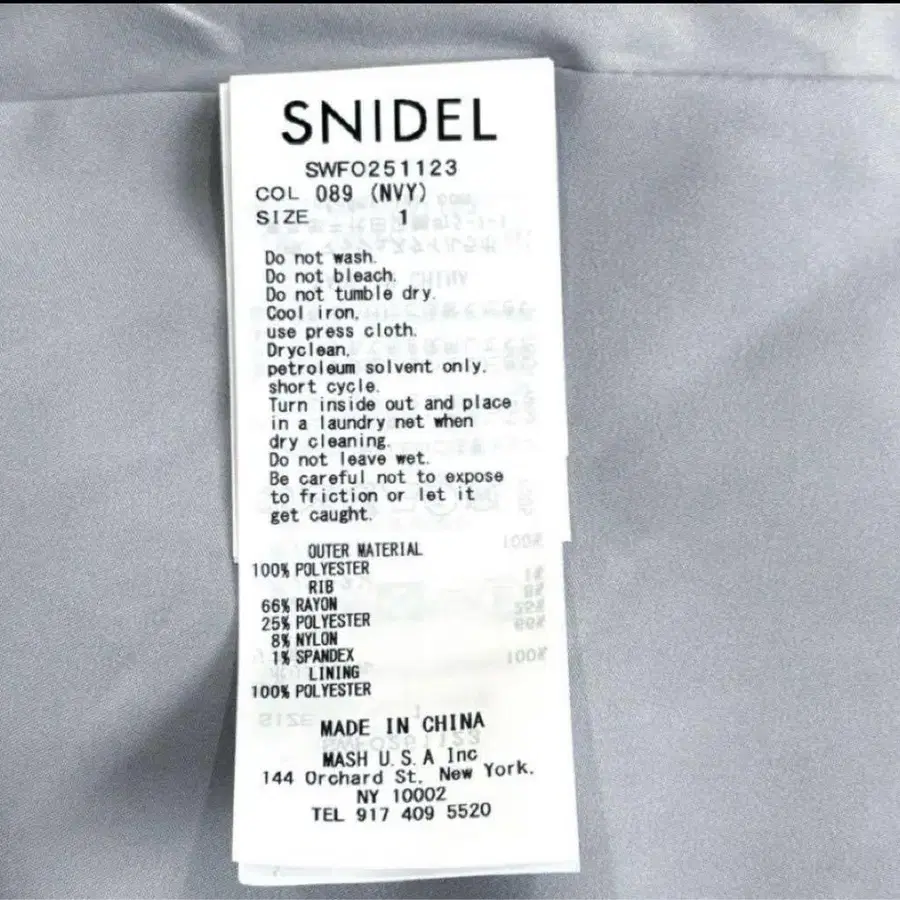 SNIDEL
SWFO251123
COL 089 (NVY)
SIZE 1
Do not wash.
Do not bleach.
Do not tumble dry.
Cool iron,
use press cloth.
Dryclean,
petroleum solvent only.
short cycle.
Turn inside out and place
in a laundry net when
dry cleaning.
Do not leave wet.
Be careful not to expose
to friction or let it
get caught.
OUTER MATERIAL
100% POLYESTER
RIB
66% RAYON
25% POLYESTER
8% NYLON
1% SPANDEX
LINING
100% POLYESTER
MADE IN CHINA
MASH U.S.A Inc
144 Orchard St. New York.
NY 10002
TEL 917 409 5520